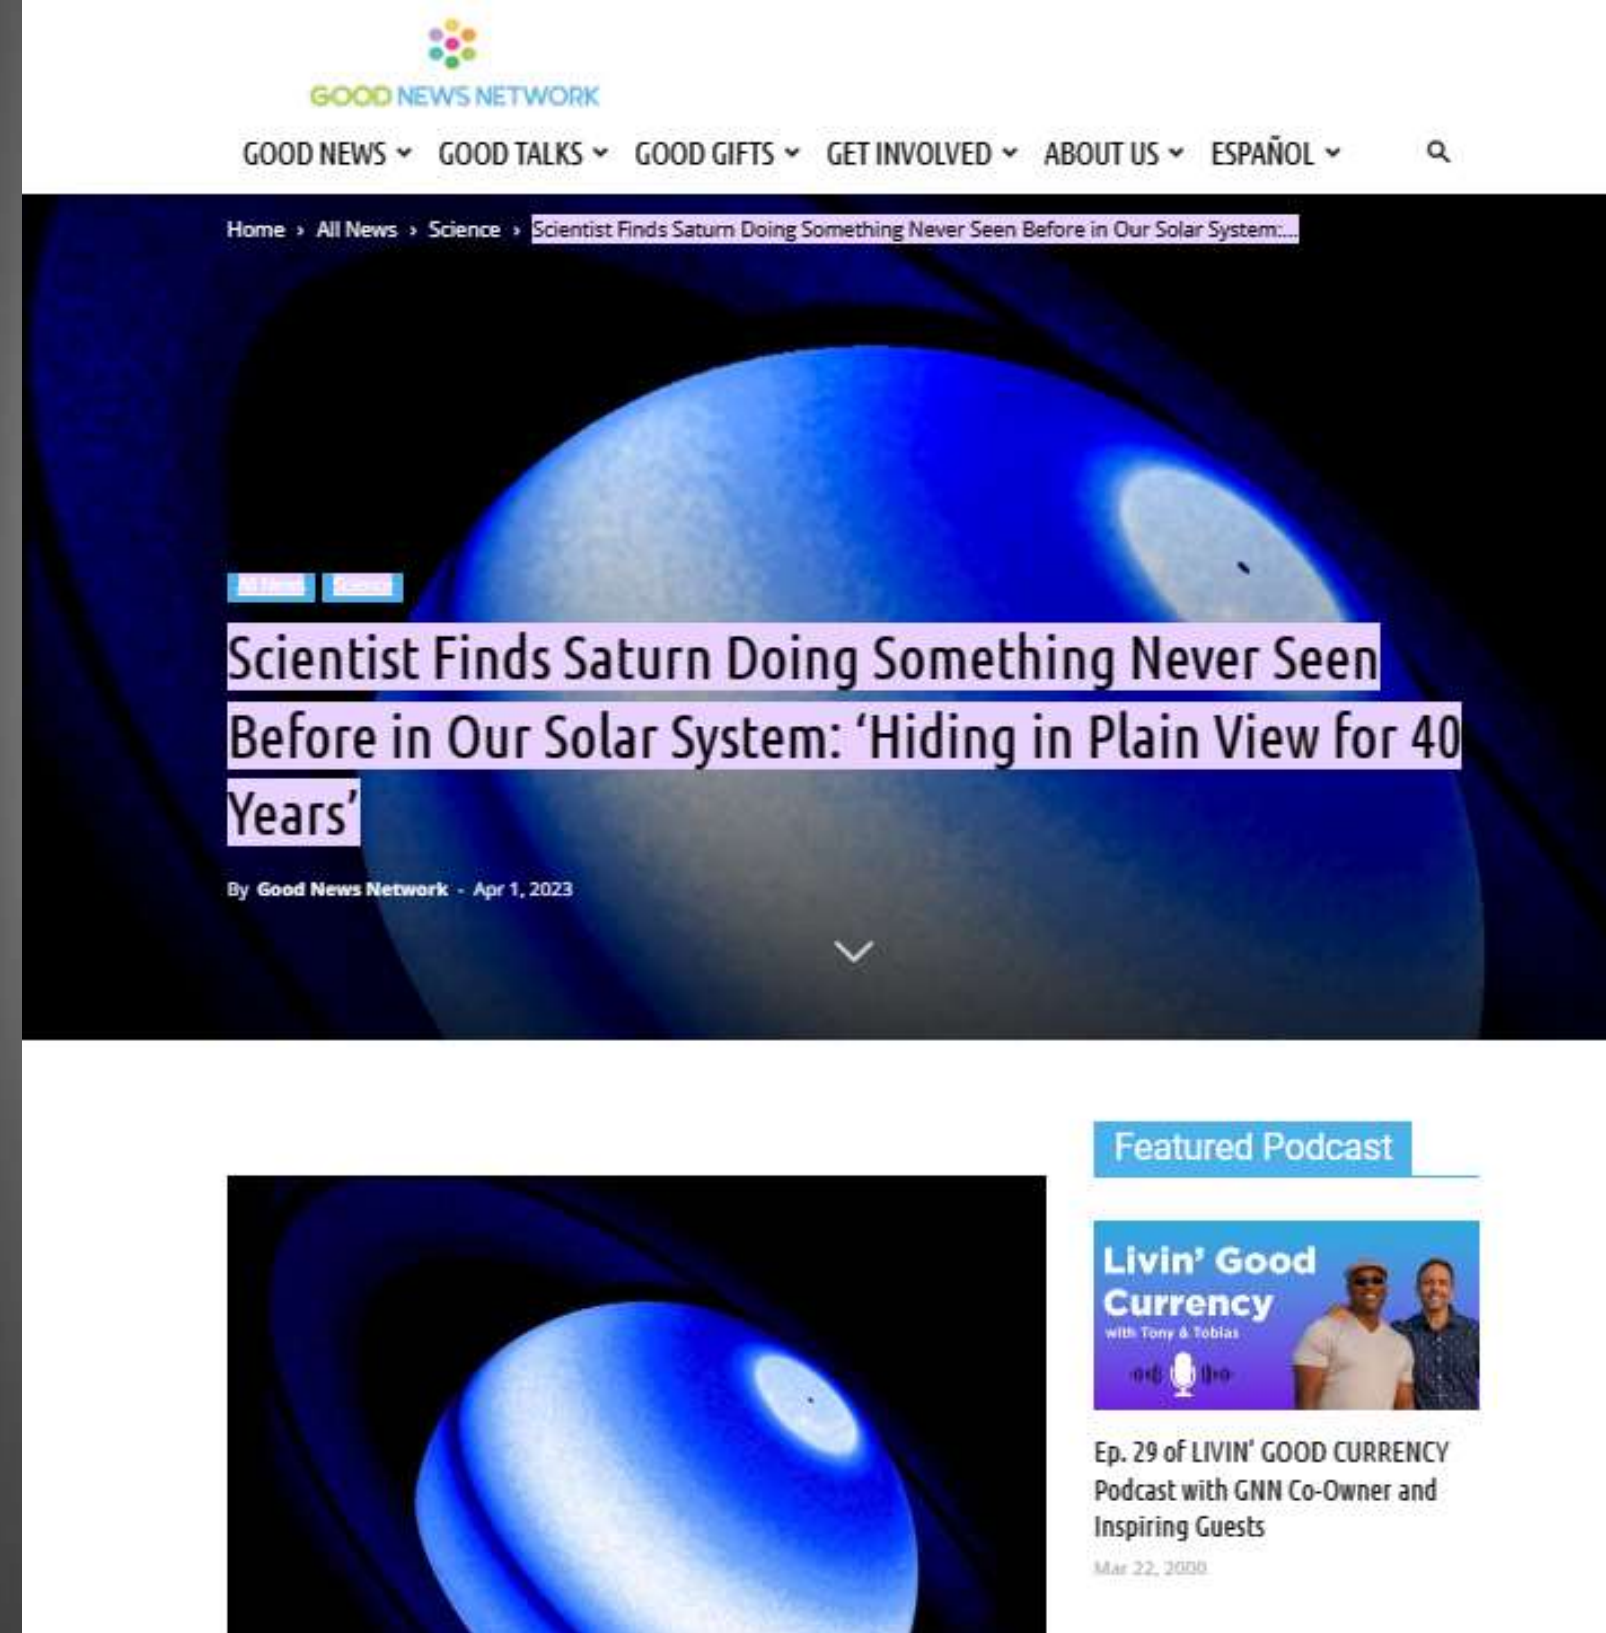 GOOD NEWS NETWORK
GOOD NEWS GOOD TALKS GOOD GIFTS GET INVOLVED ABOUT US ESPAÑOL
Home › All News › Science › Scientist Finds Saturn Doing Something Never Seen Before in Our Solar System:...
All News Science
Scientist Finds Saturn Doing Something Never Seen
Before in Our Solar System: ‘Hiding in Plain View for 40
Years’
By Good News Network - Apr 1, 2023
Featured Podcast
Livin’ Good
Currency
with Tony & Tobias
Ep. 29 of LIVIN’ GOOD CURRENCY
Podcast with GNN Co-Owner and
Inspiring Guests
Mar 22, 2000